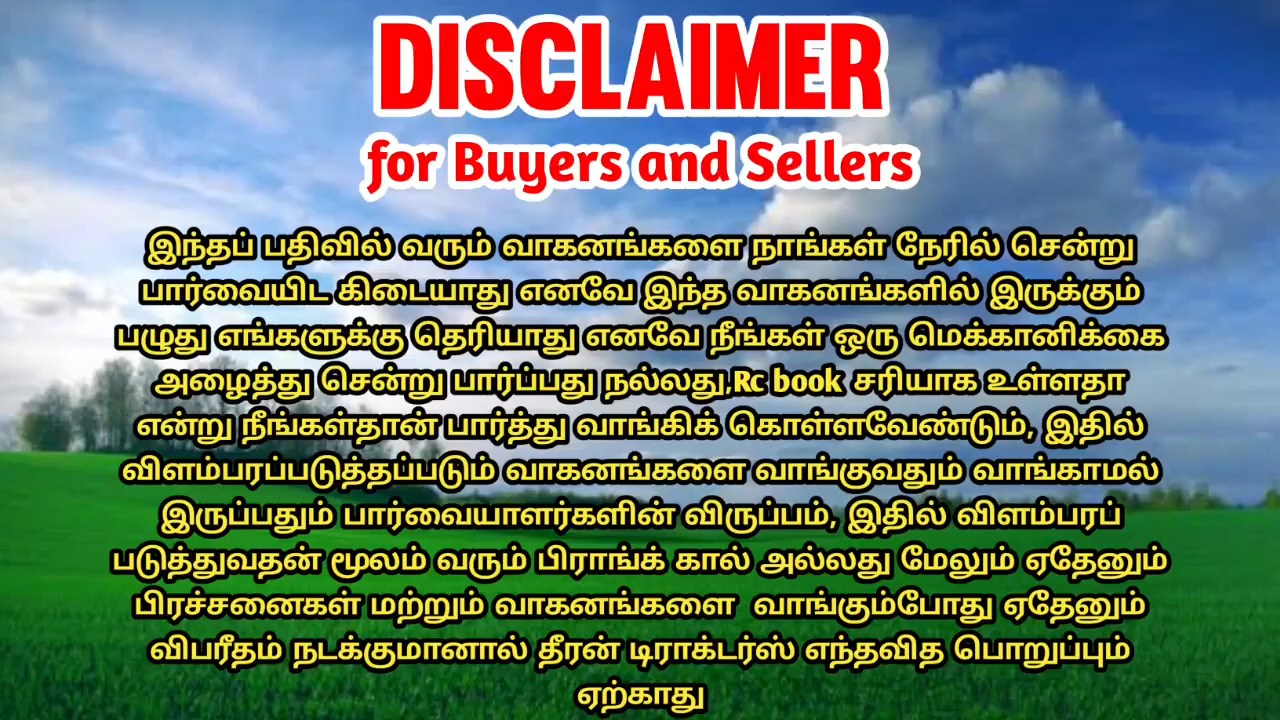 DISCLAIMER
for Buyers and Sellers
இந்தப் பதிவில் வரும் வாகனங்களை நாங்கள் நேரில் சென்று
பார்வையிட கிடையாது எனவே இந்த வாகனங்களில் இருக்கும்
பழுது எங்களுக்கு தெரியாது எனவே நீங்கள் ஒரு மெக்கானிக்கை
அழைத்து சென்று பார்ப்பது நல்லது,Rc book சரியாக உள்ளதா
என்று நீங்கள்தான் பார்த்து வாங்கிக் கொள்ளவேண்டும், இதில்
விளம்பரப்படுத்தப்படும் வாகனங்களை வாங்குவதும் வாங்காமல்
இருப்பதும் பார்வையாளர்களின் விருப்பம், இதில் விளம்பரப்
படுத்துவதன் மூலம் வரும் பிராங்க் கால் அல்லது மேலும் ஏதேனும்
பிரச்சனைகள் மற்றும் வாகனங்களை வாங்கும்போது ஏதேனும்
விபரீதம் நடக்குமானால் தீரன் டிராக்டர்ஸ் எந்தவித பொறுப்பும்
ஏற்காது